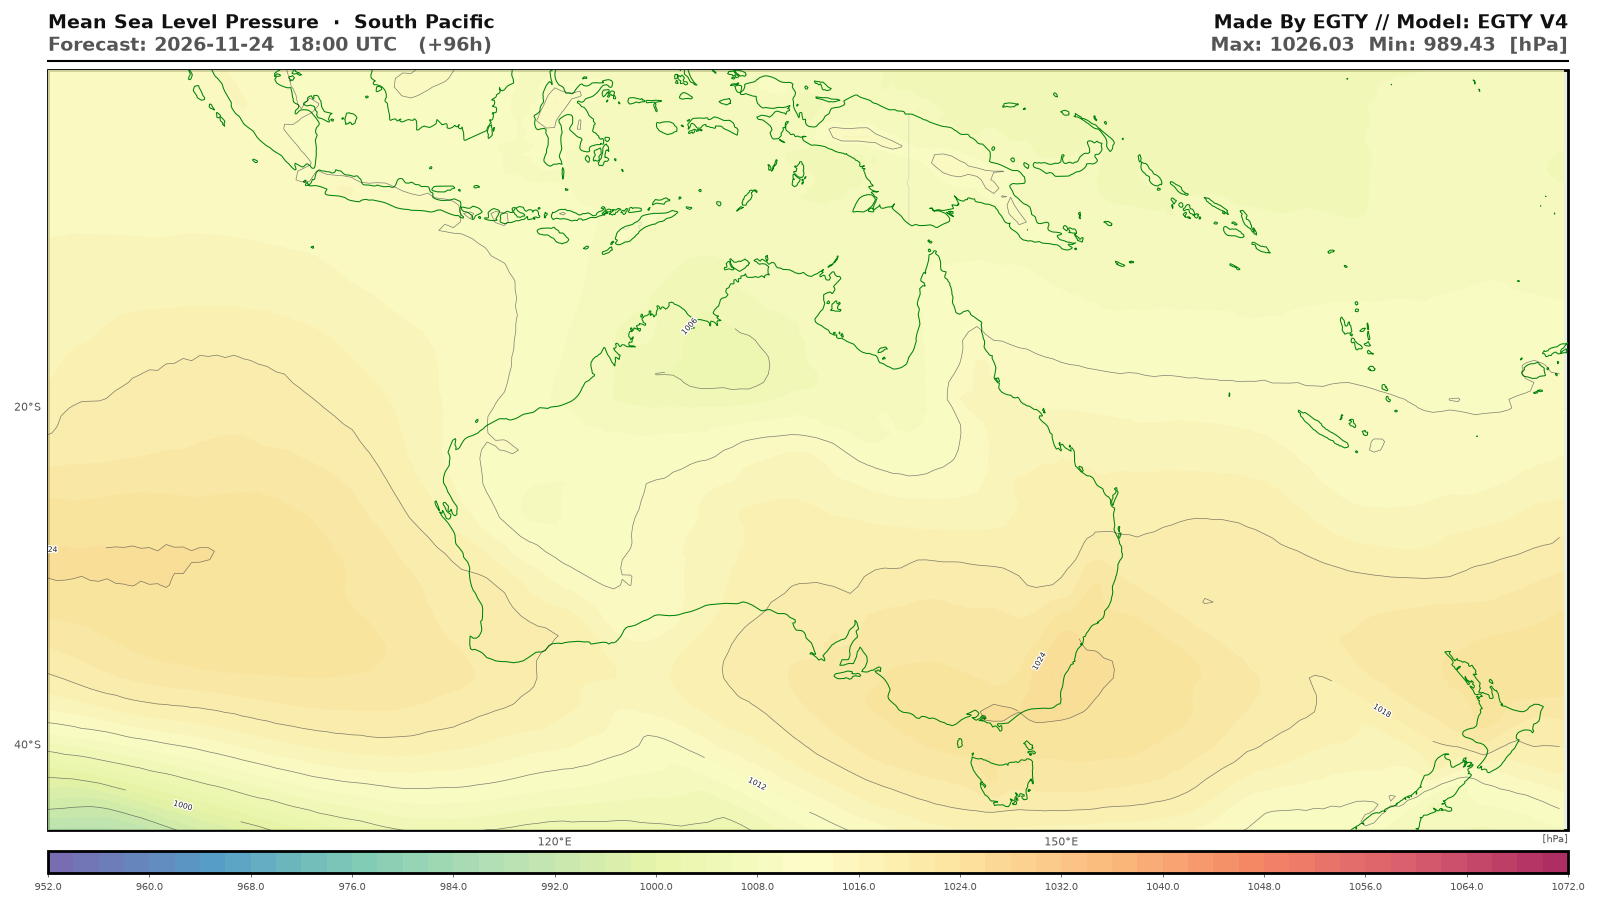 Mean Sea Level Pressure · South Pacific
Made By EGTY // Model: EGTY V4
Forecast: 2026-11-24 18:00 UTC (+96h)
Max: 1026.03 Min: 989.43 [hPa]
1006
20°S
24
1024
1018
40°S
1012
1000
120°E
150°E
[hPa]
952.0 960.0 968.0 976.0 984.0 992.0 1000.0 1008.0 1016.0 1024.0 1032.0 1040.0 1048.0 1056.0 1064.0 1072.0